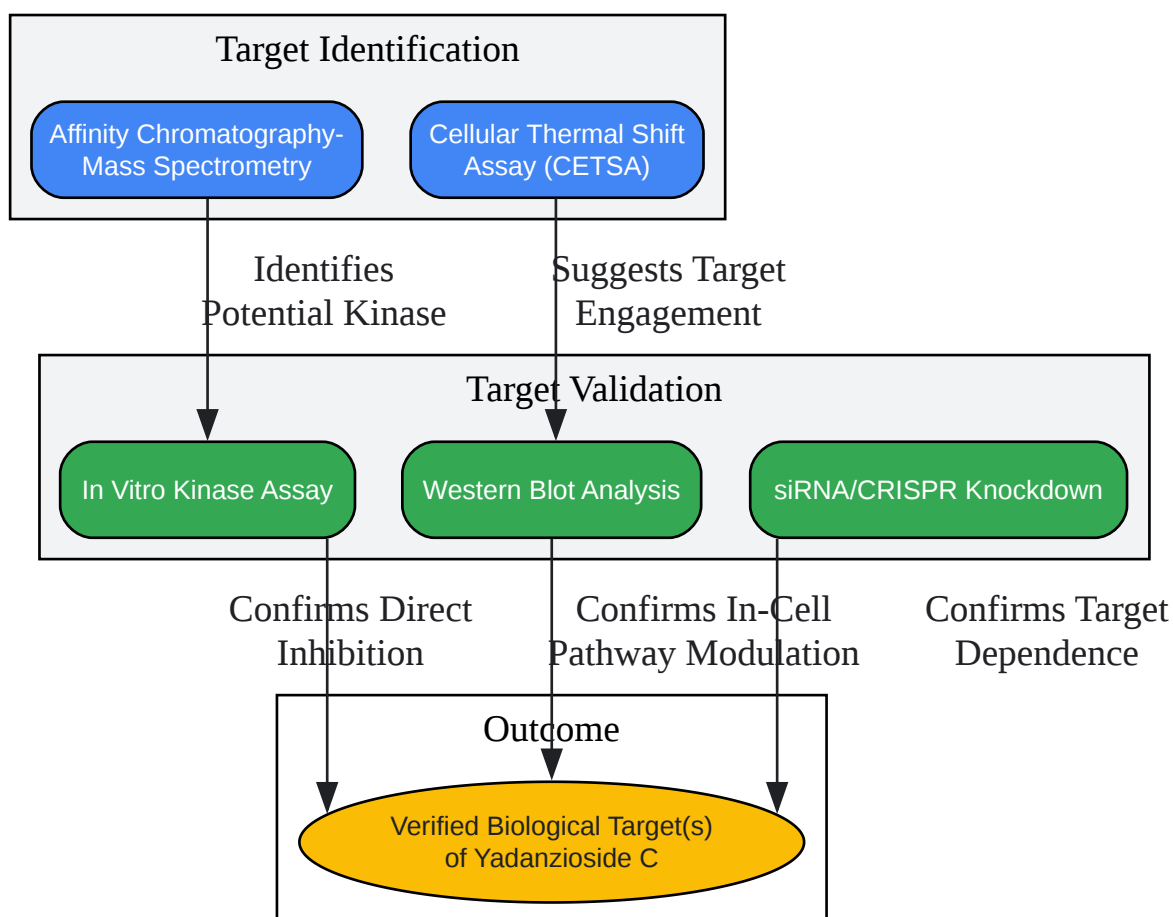 Target Identification
Affinity Chromatography-
Mass Spectrometry
Cellular Thermal Shift
Assay (CETSA)
Identifies
Potential Kinase
Suggests Target
Engagement
Target Validation
In Vitro Kinase Assay
Western Blot Analysis
siRNA/CRISPR Knockdown
Confirms Direct
Inhibition
Confirms In-Cell
Pathway Modulation
Confirms Target
Dependence
Outcome
Verified Biological Target(s)
of Yadanzioside C